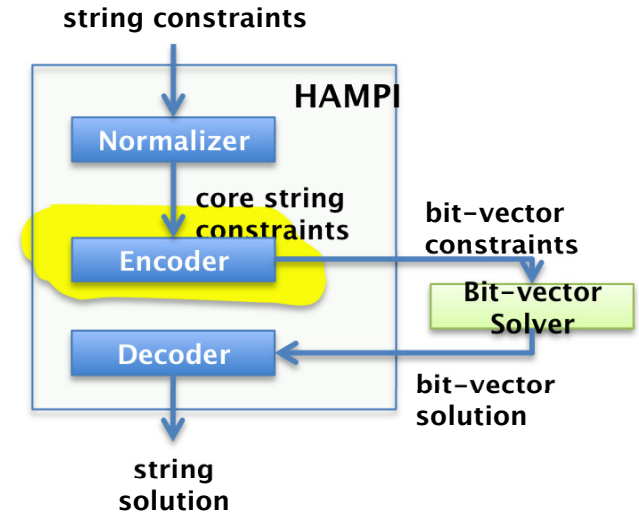 string constraints
HAMPI
Normalizer
core string
constraints
bit-vector
constraints
Encoder
Bit-vector
Solver
Decoder
bit-vector
solution
string
solution